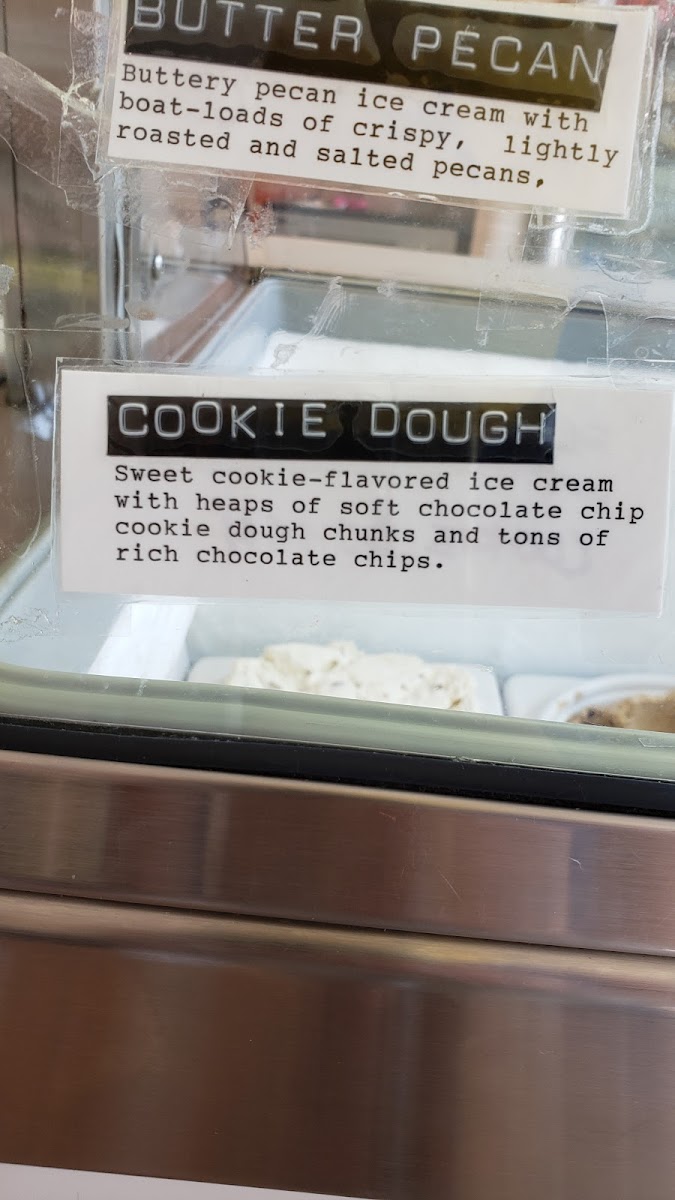 BUTTER PECAN
Buttery pecan ice cream with
boat-loads of crispy, lightly
roasted and salted pecans,
COOKIE DOUGH
Sweet cookie-flavored ice cream
with heaps of soft chocolate chip
cookie dough chunks and tons of
rich chocolate chips.